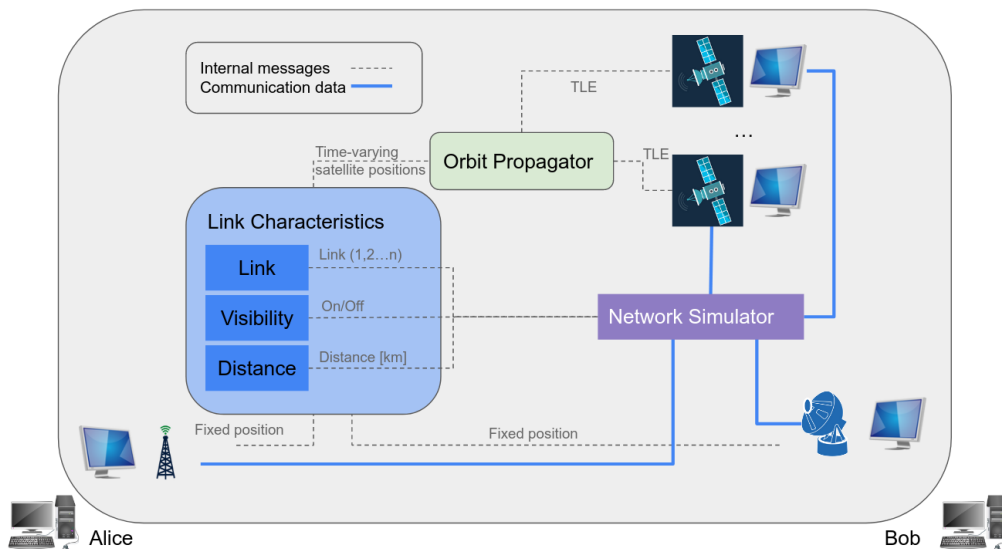 Internal messages
Communication data
TLE
...
Time-varying
satellite positions
Orbit Propagator
TLE
Link Characteristics
Link
Link (1,2...n)
Visibility
On/Off
Distance
Distance [km]
Network Simulator
Fixed position
Fixed position
Alice
Bob